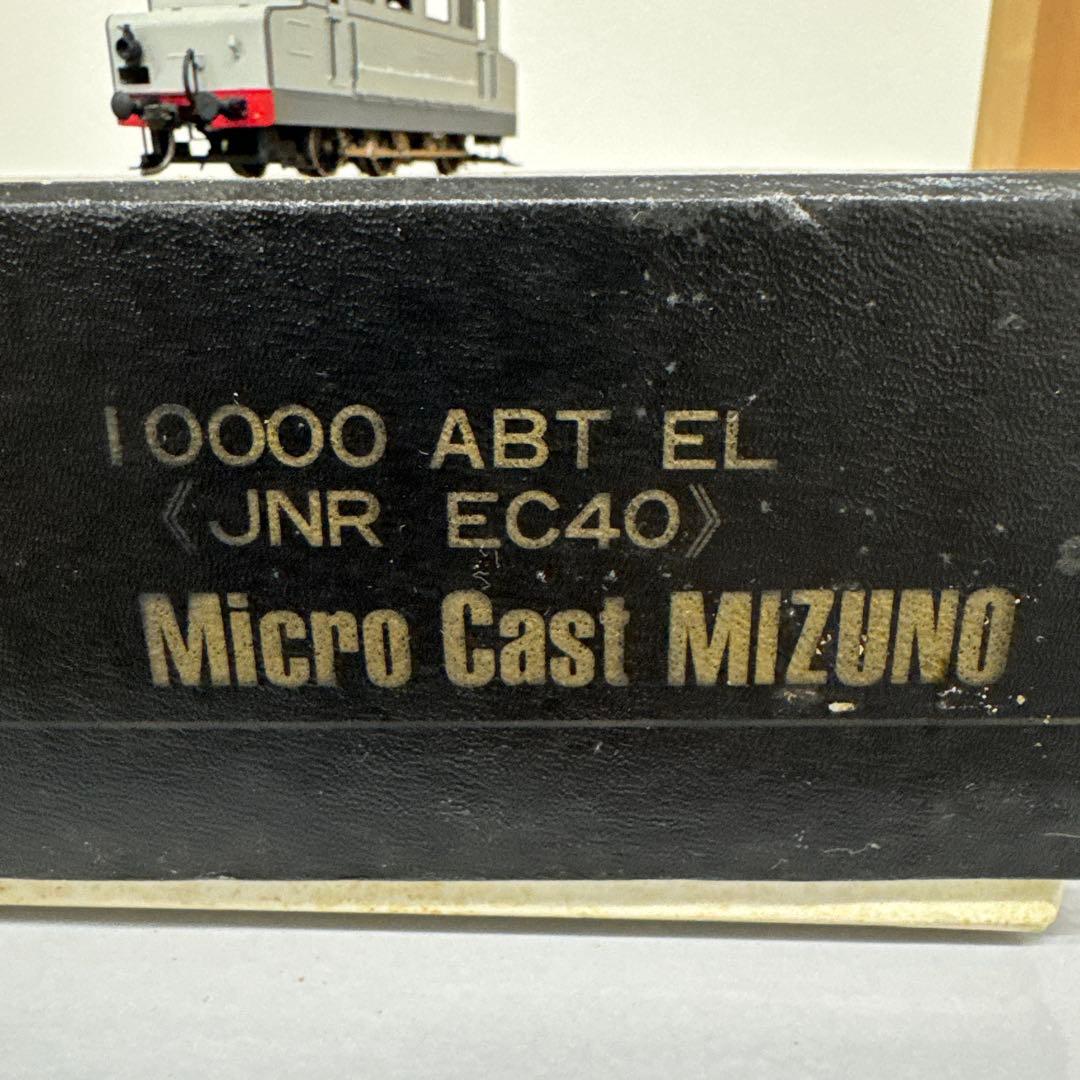 10000 ABT EL
《JNR EC40》
Micro Cast MIZUNO